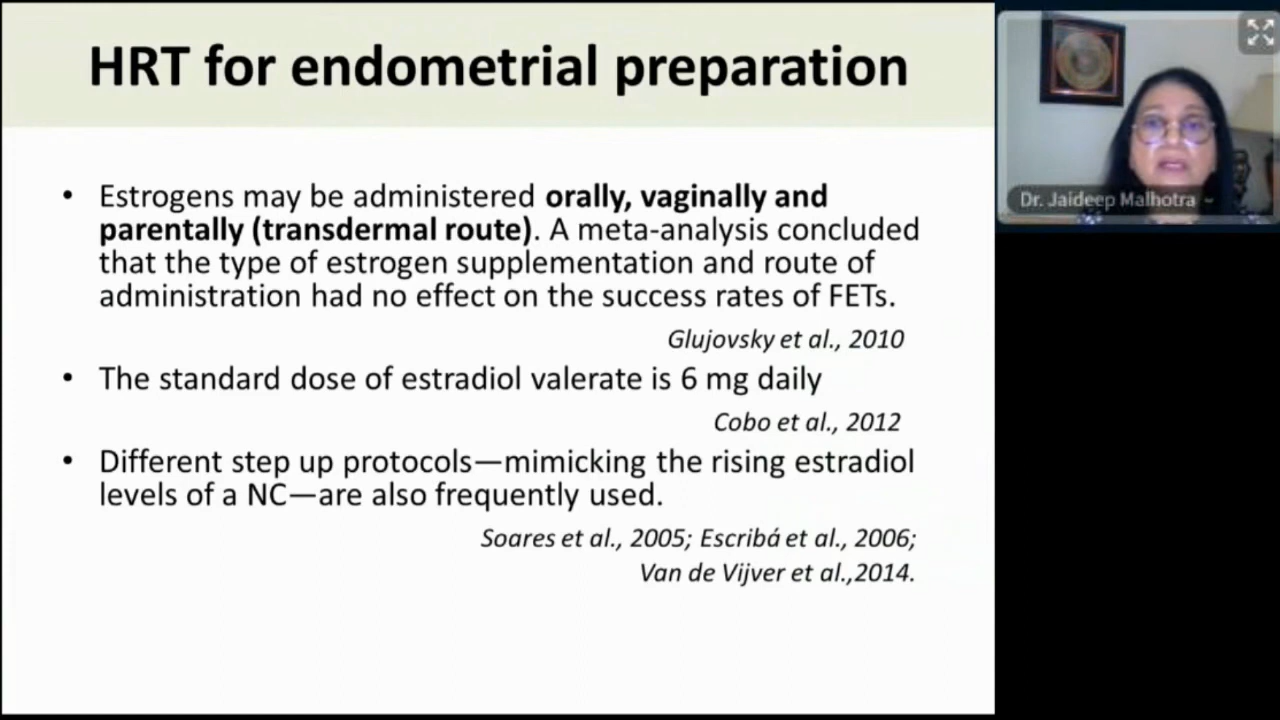 HRT for endometrial preparation
• Estrogens may be administered orally, vaginally and
parentally (transdermal route). A meta-analysis concluded
that the type of estrogen supplementation and route of
administration had no effect on the success rates of FETs.
Glujovsky et al., 2010
• The standard dose of estradiol valerate is 6 mg daily
Cobo et al., 2012
• Different step up protocols—mimicking the rising estradiol
levels of a NC—are also frequently used.
Soares et al., 2005; Escribá et al., 2006;
Van de Vijver et al.,2014.
Dr. Jaideep Malhotra